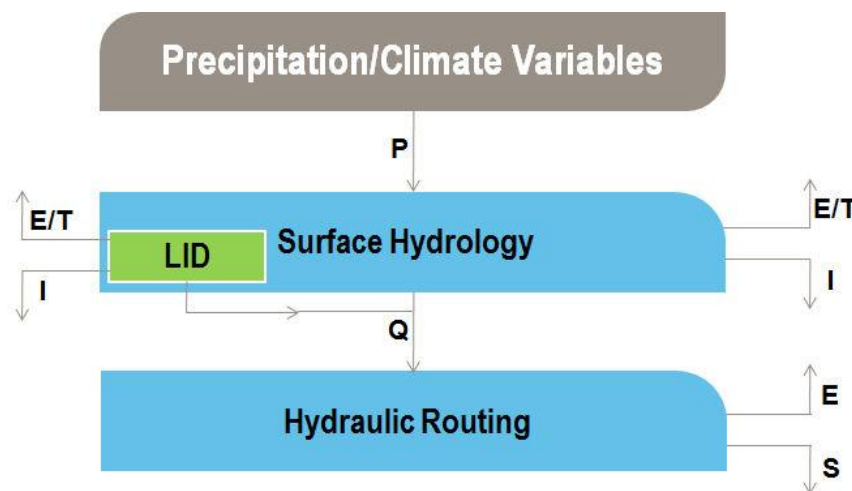 Precipitation/Climate Variables
P
E/T
E/T
LID
Surface Hydrology
I
I
Q
E
Hydraulic Routing
S